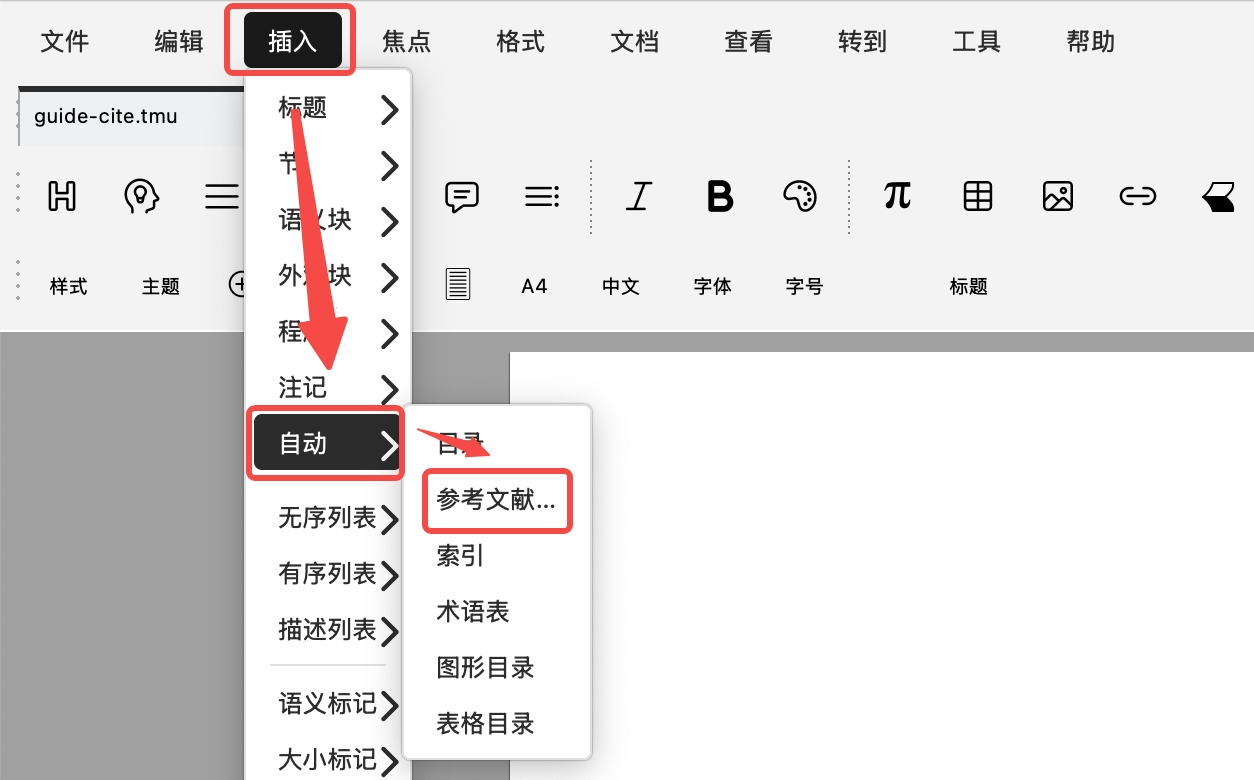 文件 编辑 插入 焦点 格式 文档 查看 转到 工具 帮助
guide-cite.tmu
B π
样式 主题 A4 中文 字体 字号 标题
标题
节
语义块
外观块
程序
注记
自动
无序列表
有序列表
描述列表
语义标记
大小标记
目录
参考文献...
索引
术语表
图形目录
表格目录